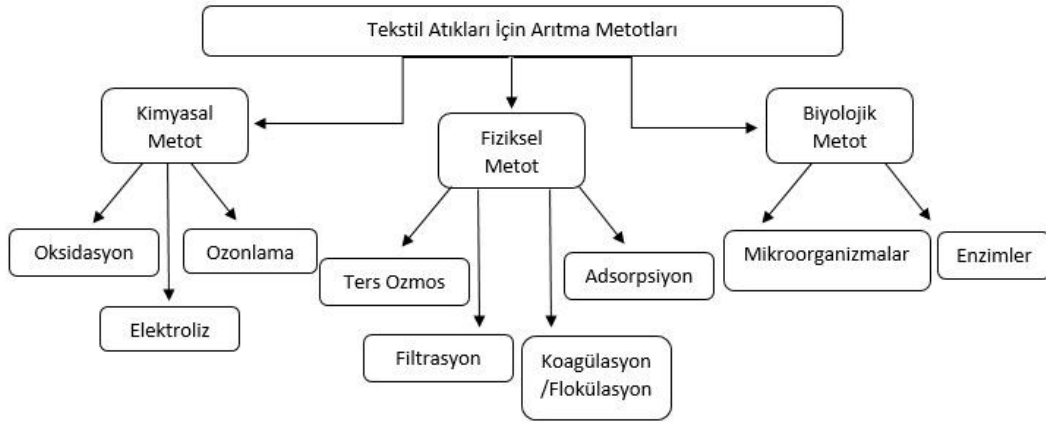 Tekstil Atıkları İçin Arıtma Metotları
Kimyasal
Metot
Fiziksel
Metot
Biyolojik
Metot
Oksidasyon
Elektroliz
Ozonlama
Ters Ozmos
Filtrasyon
Koagülasyon
/Flokülasyon
Adsorpsiyon
Mikroorganizmalar
Enzimler